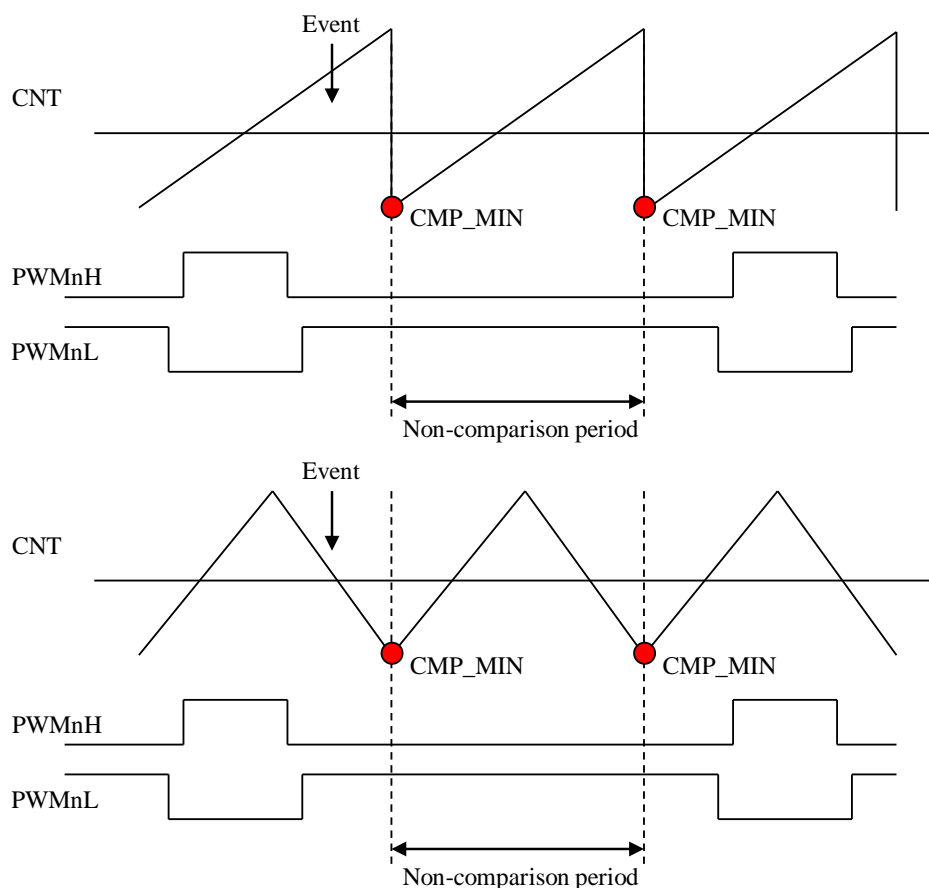 Event
CNT
CMP_MIN CMP_MIN
PWMnH
PWMnL
Non-comparison period
Event
CNT
CMP_MIN CMP_MIN
PWMnH
PWMnL
Non-comparison period